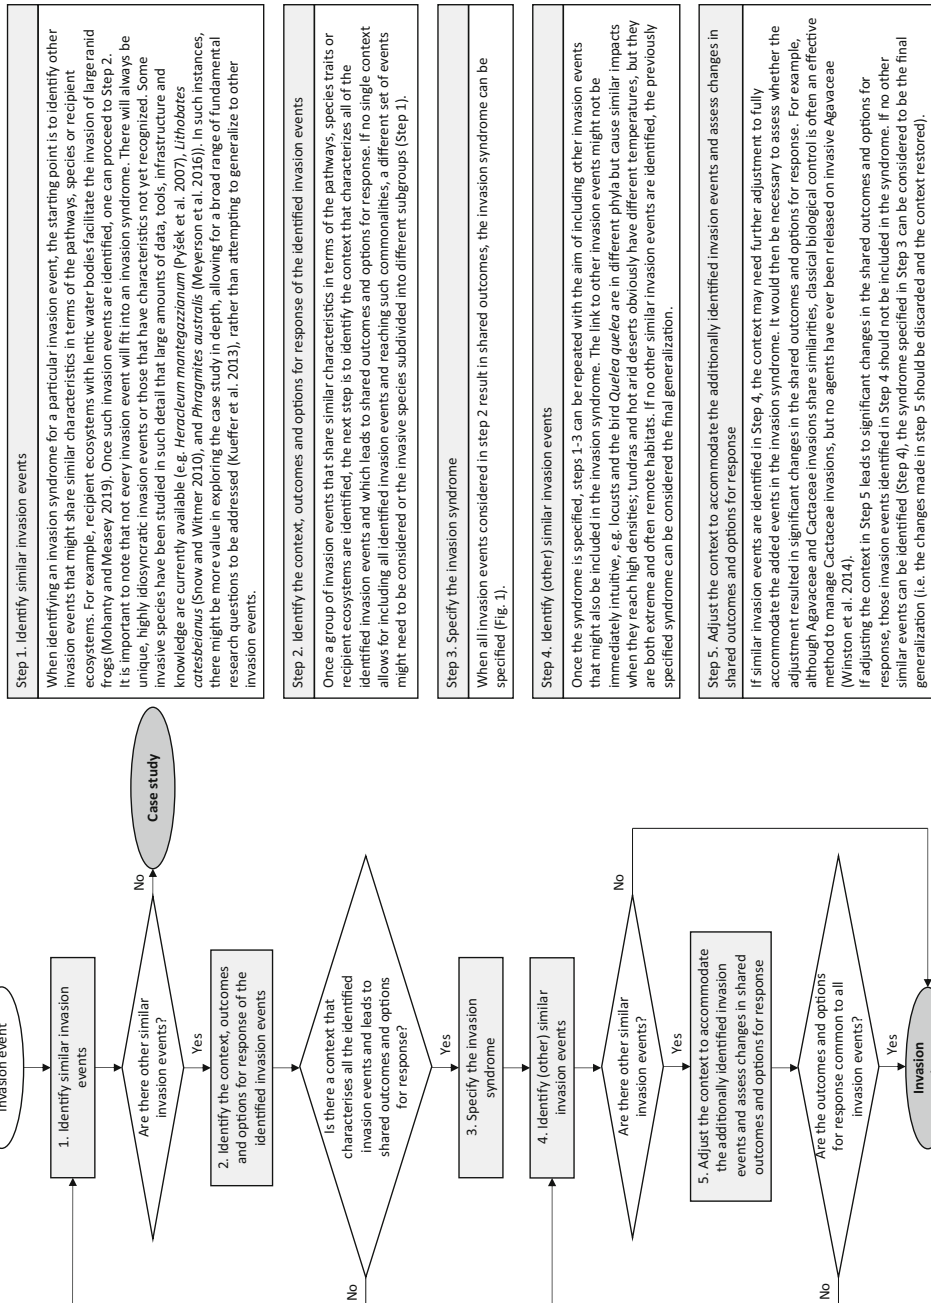 invasion event
1. Identify similar invasion
events
Are there other similar
invasion events?
No
Case study
Yes
2. Identify the context, outcomes
and options for response of the
identified invasion events
Is there a context that
characterises all the identified
invasion events and leads to
shared outcomes and options
for response?
No
Yes
3. Specify the invasion
syndrome
4. Identify (other) similar
invasion events
Are there other similar
invasion events?
No
Yes
5. Adjust the context to accommodate
the additionally identified invasion
events and assess changes in shared
outcomes and options for response
Are the outcomes and options
for response common to all
invasion events?
No
Yes
Invasion
Step 1. Identify similar invasion events
When identifying an invasion syndrome for a particular invasion event, the starting point is to identify other
invasion events that might share similar characteristics in terms of the pathways, species or recipient
ecosystems. For example, recipient ecosystems with lentic water bodies facilitate the invasion of large ranid
frogs (Mohanty and Measey 2019). Once such invasion events are identified, one can proceed to Step 2.
It is important to note that not every invasion event will fit into an invasion syndrome. There will always be
unique, highly idiosyncratic invasion events or those that have characteristics not yet recognized. Some
invasive species have been studied in such detail that large amounts of data, tools, infrastructure and
knowledge are currently available (e.g. Heracleum mantegazzianum (Pyšek et al. 2007), Lithobates
catesbeianus (Snow and Witmer 2010), and Phragmites australis (Meyerson et al. 2016)). In such instances,
there might be more value in exploring the case study in depth, allowing for a broad range of fundamental
research questions to be addressed (Kueffer et al. 2013), rather than attempting to generalize to other
invasion events.
Step 2. Identify the context, outcomes and options for response of the identified invasion events
Once a group of invasion events that share similar characteristics in terms of the pathways, species traits or
recipient ecosystems are identified, the next step is to identify the context that characterizes all of the
identified invasion events and which leads to shared outcomes and options for response. If no single context
allows for including all identified invasion events and reaching such commonalities, a different set of events
might need to be considered or the invasive species subdivided into different subgroups (Step 1).
Step 3. Specify the invasion syndrome
When all invasion events considered in step 2 result in shared outcomes, the invasion syndrome can be
specified (Fig. 1).
Step 4. Identify (other) similar invasion events
Once the syndrome is specified, steps 1-3 can be repeated with the aim of including other invasion events
that might also be included in the invasion syndrome. The link to other invasion events might not be
immediately intuitive, e.g. locusts and the bird Quelea quelea are in different phyla but cause similar impacts
when they reach high densities; tundras and hot arid deserts obviously have different temperatures, but they
are both extreme and often remote habitats. If no other similar invasion events are identified, the previously
specified syndrome can be considered the final generalization.
Step 5. Adjust the context to accommodate the additionally identified invasion events and assess changes in
shared outcomes and options for response
If similar invasion events are identified in Step 4, the context may need further adjustment to fully
accommodate the added events in the invasion syndrome. It would then be necessary to assess whether the
adjustment resulted in significant changes in the shared outcomes and options for response. For example,
although Agavaceae and Cactaceae invasions share similarities, classical biological control is often an effective
method to manage Cactaceae invasions, but no agents have ever been released on invasive Agavaceae
(Winston et al. 2014).
If adjusting the context in Step 5 leads to significant changes in the shared outcomes and options for
response, those invasion events identified in Step 4 should not be included in the syndrome. If no other
similar events can be identified (Step 4), the syndrome specified in Step 3 can be considered to be the final
generalization (i.e. the changes made in step 5 should be discarded and the context restored).